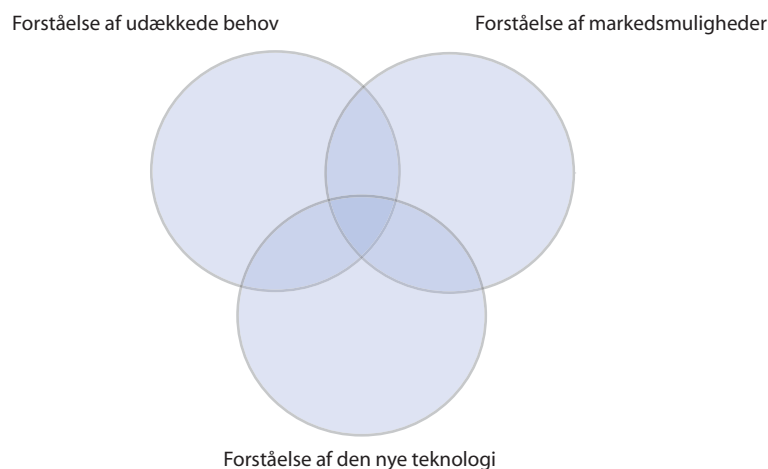 Forståelse af udækkede behov
Forståelse af markedsmuligheder
Forståelse af den nye teknologi